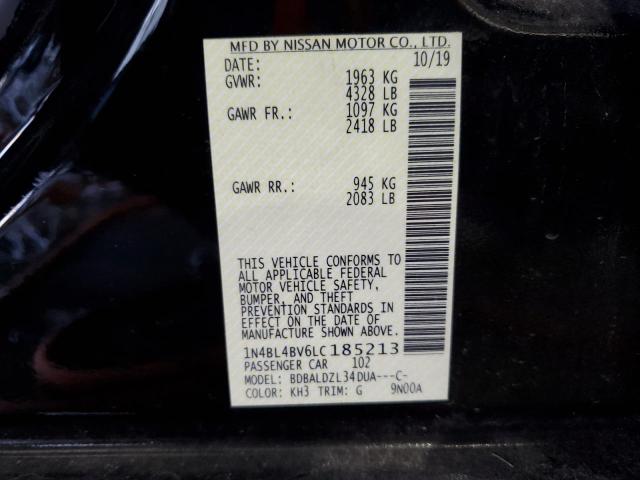 MFD BY NISSAN MOTOR CO., LTD.
DATE: 10/19
GVWR: 1963 KG
4328 LB
GAWR FR.: 1097 KG
2418 LB
GAWR RR.: 945 KG
2083 LB
THIS VEHICLE CONFORMS TO
ALL APPLICABLE FEDERAL
MOTOR VEHICLE SAFETY,
BUMPER, AND THEFT
PREVENTION STANDARDS IN
EFFECT ON THE DATE OF
MANUFACTURE SHOWN ABOVE.
1N4BL4BV6LC185213
PASSENGER CAR 102
MODEL: BDBALDZL34DUA---C-
COLOR: KH3 TRIM: G 9N00A